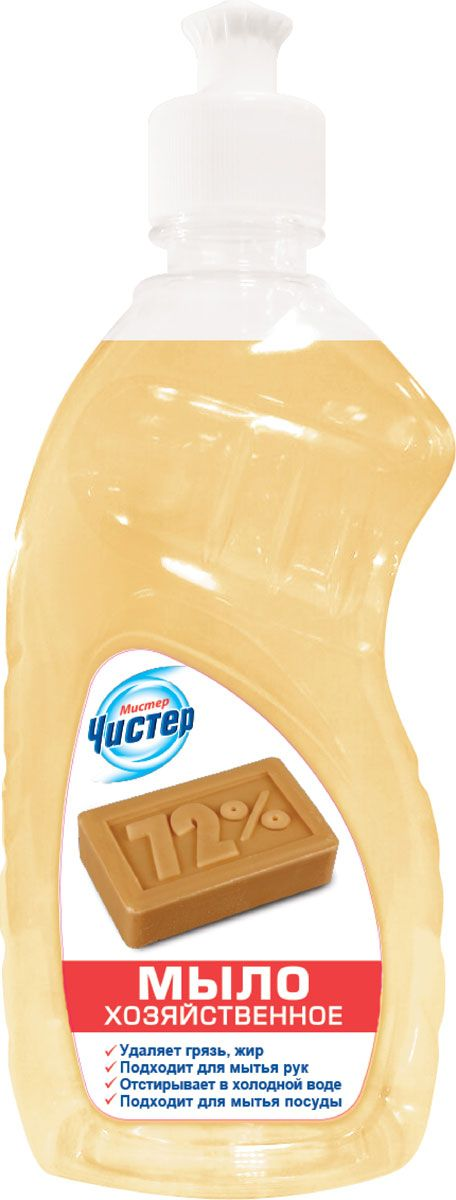 Мистер
Чистер
72%
МЫЛО
ХОЗЯЙСТВЕННОЕ
Удаляет грязь, жир
Подходит для мытья рук
Отстирывает в холодной воде
Подходит для мытья посуды